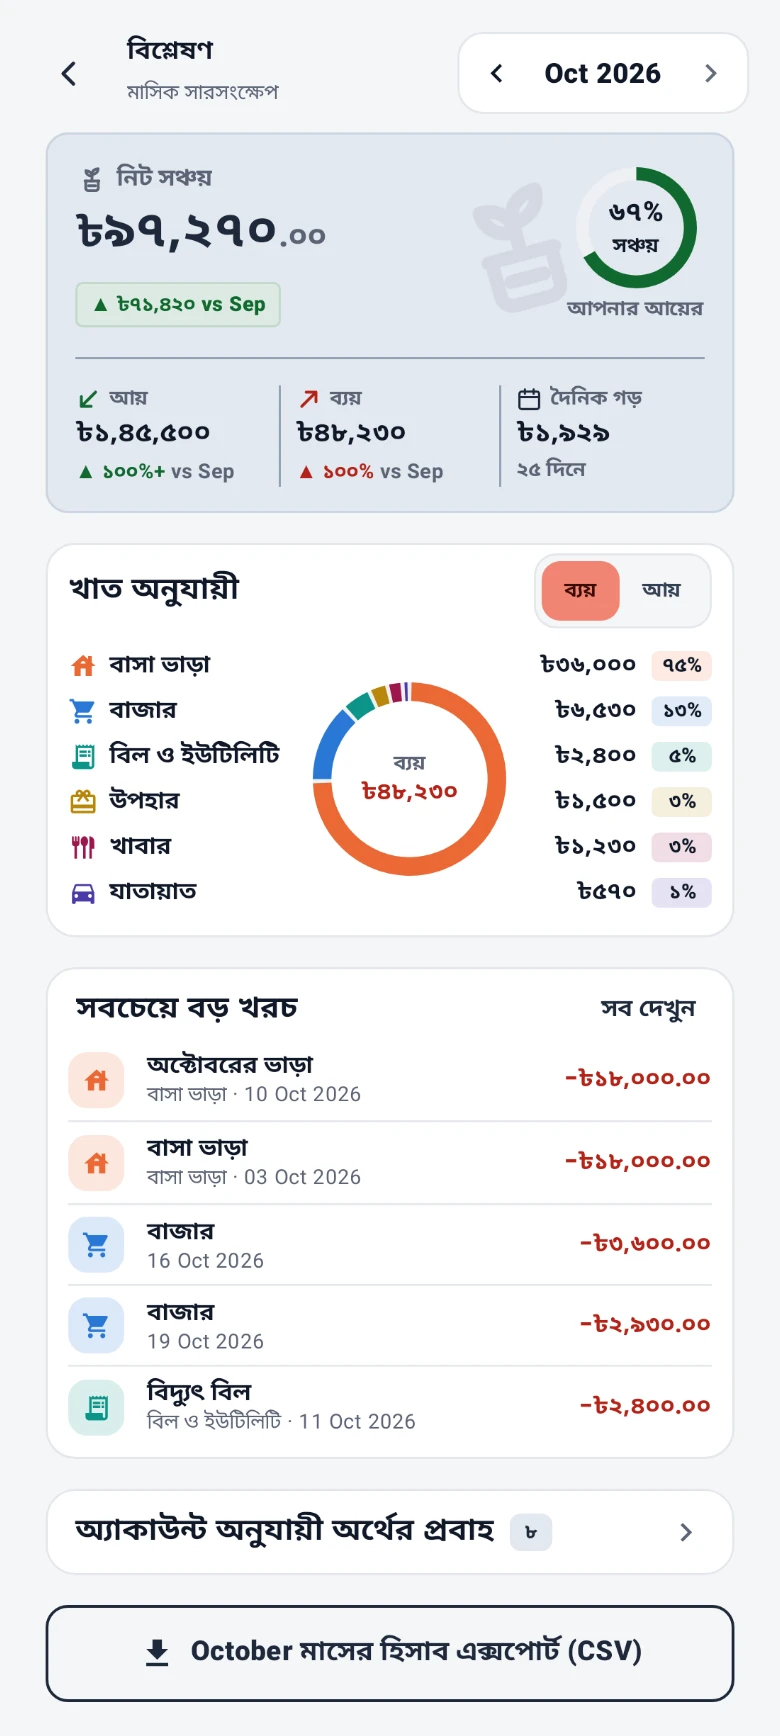 বিশ্লেষণ
মাসিক সারসংক্ষেপ
Oct 2026
নিট সঞ্চয়
৳৯৭,২৭০.০০
▲ ৳৭১,৪২০ vs Sep
৬৭%
সঞ্চয়
আপনার আয়ের
আয়
৳১,৪৫,৫০০
▲ ১০০%+ vs Sep
ব্যয়
৳৪৮,২৩০
▲ ১০০% vs Sep
দৈনিক গড়
৳১,৯২৯
২৫ দিনে
খাত অনুযায়ী
ব্যয়
আয়
বাসা ভাড়া ৳৩৬,০০০ ৭৫%
বাজার ৳৬,৫৩০ ১৩%
বিল ও ইউটিলিটি ৳২,৪০০ ৫%
উপহার ৳১,৫০০ ৩%
খাবার ৳১,২৩০ ৩%
যাতায়াত ৳৫৭০ ১%
ব্যয়
৳৪৮,২৩০
সবচেয়ে বড় খরচ
সব দেখুন
অক্টোবরের ভাড়া
বাসা ভাড়া · 10 Oct 2026
−৳১৮,০০০.০০
বাসা ভাড়া
বাসা ভাড়া · 03 Oct 2026
−৳১৮,০০০.০০
বাজার
16 Oct 2026
−৳৩,৬০০.০০
বাজার
19 Oct 2026
−৳২,৯৩০.০০
বিদ্যুৎ বিল
বিল ও ইউটিলিটি · 11 Oct 2026
−৳২,৪০০.০০
অ্যাকাউন্ট অনুযায়ী অর্থের প্রবাহ ৮
October মাসের হিসাব এক্সপোর্ট (CSV)